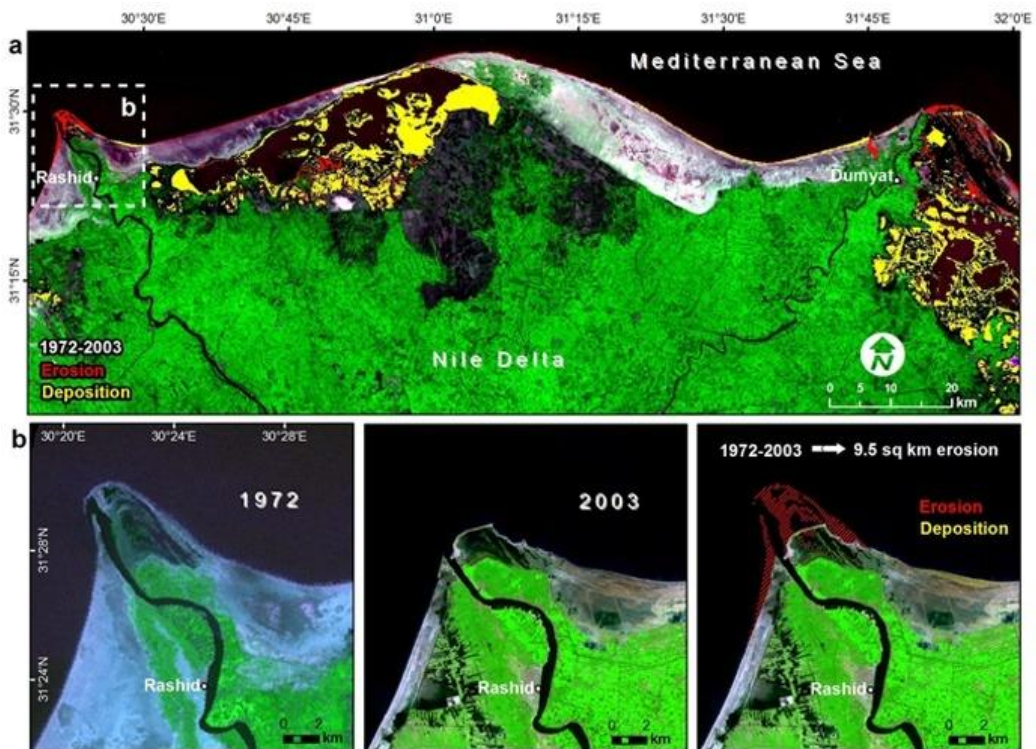 30°30'E 30°45'E 31°0'E 31°15'E 31°30'E 31°45'E 32°0'E
a
Mediterranean Sea
b
31°30'N
Rashid
Dumyat
31°15'N
1972-2003
Erosion
Deposition
Nile Delta
N
0 5 10 20
km
b
30°20'E 30°24'E 30°28'E
1972
31°28'N
31°24'N
Rashid
0 2
km
2003
Rashid
0 2
km
1972-2003 9.5 sq km erosion
Erosion
Deposition
Rashid
0 2
km